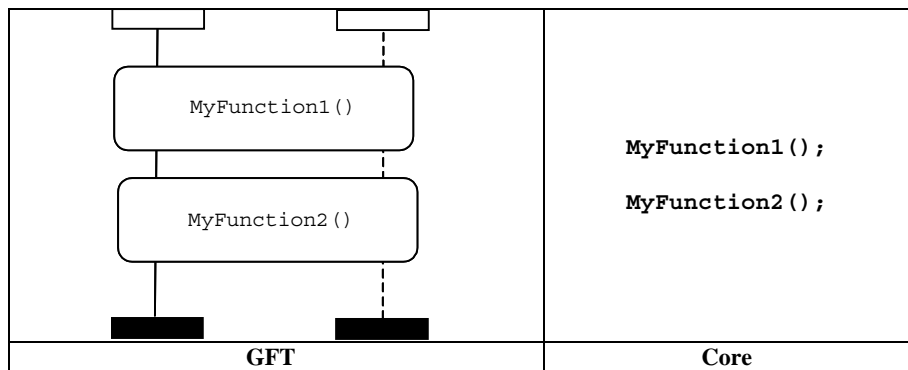 MyFunction1()
MyFunction2()
MyFunction1();
MyFunction2();
GFT
Core